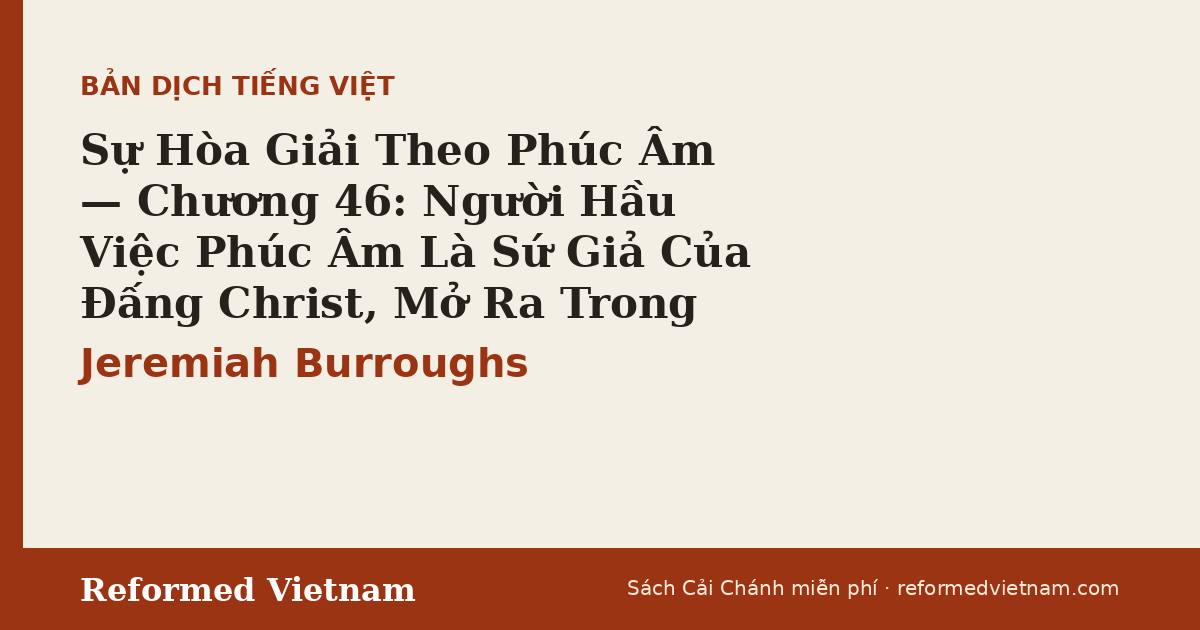 BẢN DỊCH TIẾNG VIỆT
Sự Hòa Giải Theo Phúc Âm
— Chương 46: Người Hầu
Việc Phúc Âm Là Sứ Giả Của
Đấng Christ, Mở Ra Trong
Jeremiah Burroughs
Reformed Vietnam
Sách Cải Chánh miễn phí · reformedvietnam.com